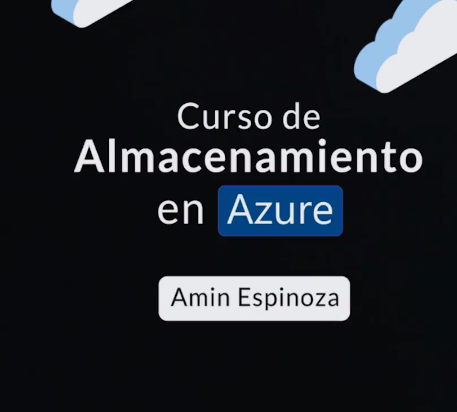 Curso de
Almacenamiento
en Azure
Amin Espinoza